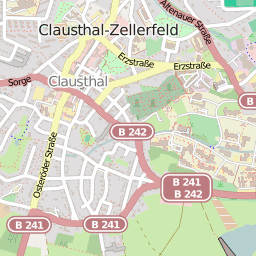 Altenauer Straße
Clausthal-Zellerfeld
Erzstraße
Erzstraße
Sorge
Clausthal
B
B 242
Osteröder Straße
B 241
B 242
B 241
B 241